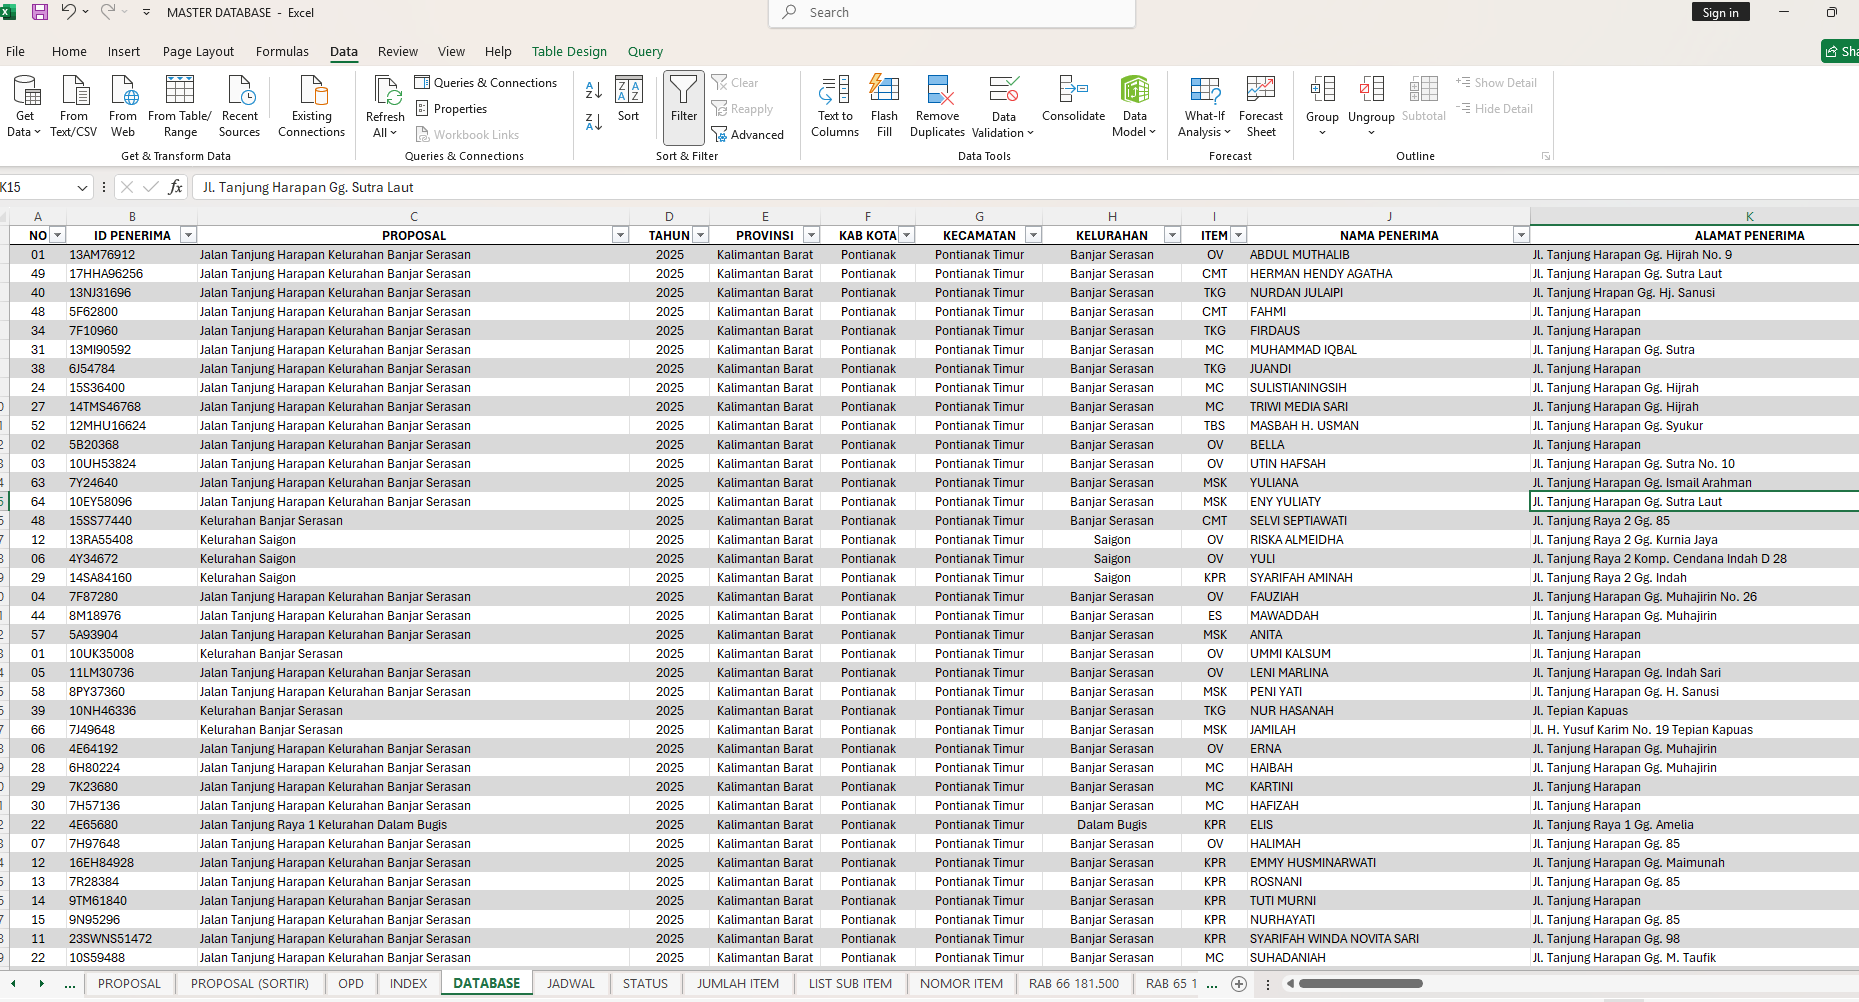 MASTER DATABASE - Excel
Search
Sign in
File Home Insert Page Layout Formulas Data Review View Help Table Design Query
Get Data
From Text/CSV
From Web
From Table/ Range
Recent Sources
Existing Connections
Get & Transform Data
Refresh All
Queries & Connections
Properties
Workbook Links
Queries & Connections
Sort
Filter
Clear
Reapply
Advanced
Sort & Filter
Text to Columns
Flash Fill
Remove Duplicates
Data Validation
Consolidate
Data Model
Data Tools
What-If Analysis
Forecast Sheet
Forecast
Group
Ungroup
Subtotal
Show Detail
Hide Detail
Outline
K15 fx Jl. Tanjung Harapan Gg. Sutra Laut
A B C D E F G H I J K
NO ID PENERIMA PROPOSAL TAHUN PROVINSI KAB KOTA KECAMATAN KELURAHAN ITEM NAMA PENERIMA ALAMAT PENERIMA
01 13AM76912 Jalan Tanjung Harapan Kelurahan Banjar Serasan 2025 Kalimantan Barat Pontianak Pontianak Timur Banjar Serasan OV ABDUL MUTHALIB Jl. Tanjung Harapan Gg. Hijrah No. 9
49 17HHA96256 Jalan Tanjung Harapan Kelurahan Banjar Serasan 2025 Kalimantan Barat Pontianak Pontianak Timur Banjar Serasan CMT HERMAN HENDY AGATHA Jl. Tanjung Harapan Gg. Sutra Laut
40 13NJ31696 Jalan Tanjung Harapan Kelurahan Banjar Serasan 2025 Kalimantan Barat Pontianak Pontianak Timur Banjar Serasan TKG NURDAN JULAIPI Jl. Tanjung Hrapan Gg. Hj. Sanusi
48 5F62800 Jalan Tanjung Harapan Kelurahan Banjar Serasan 2025 Kalimantan Barat Pontianak Pontianak Timur Banjar Serasan CMT FAHMI Jl. Tanjung Harapan
34 7F10960 Jalan Tanjung Harapan Kelurahan Banjar Serasan 2025 Kalimantan Barat Pontianak Pontianak Timur Banjar Serasan TKG FIRDAUS Jl. Tanjung Harapan
31 13MI90592 Jalan Tanjung Harapan Kelurahan Banjar Serasan 2025 Kalimantan Barat Pontianak Pontianak Timur Banjar Serasan MC MUHAMMAD IQBAL Jl. Tanjung Harapan Gg. Sutra
38 6J54784 Jalan Tanjung Harapan Kelurahan Banjar Serasan 2025 Kalimantan Barat Pontianak Pontianak Timur Banjar Serasan TKG JUANDI Jl. Tanjung Harapan
24 15S36400 Jalan Tanjung Harapan Kelurahan Banjar Serasan 2025 Kalimantan Barat Pontianak Pontianak Timur Banjar Serasan MC SULISTIANINGSIH Jl. Tanjung Harapan Gg. Hijrah
27 14TMS46768 Jalan Tanjung Harapan Kelurahan Banjar Serasan 2025 Kalimantan Barat Pontianak Pontianak Timur Banjar Serasan MC TRIWI MEDIA SARI Jl. Tanjung Harapan Gg. Hijrah
52 12MHU16624 Jalan Tanjung Harapan Kelurahan Banjar Serasan 2025 Kalimantan Barat Pontianak Pontianak Timur Banjar Serasan TBS MASBAH H. USMAN Jl. Tanjung Harapan Gg. Syukur
02 5B20368 Jalan Tanjung Harapan Kelurahan Banjar Serasan 2025 Kalimantan Barat Pontianak Pontianak Timur Banjar Serasan OV BELLA Jl. Tanjung Harapan
03 10UH53824 Jalan Tanjung Harapan Kelurahan Banjar Serasan 2025 Kalimantan Barat Pontianak Pontianak Timur Banjar Serasan OV UTIN HAFSAH Jl. Tanjung Harapan Gg. Sutra No. 10
63 7Y24640 Jalan Tanjung Harapan Kelurahan Banjar Serasan 2025 Kalimantan Barat Pontianak Pontianak Timur Banjar Serasan MSK YULIANA Jl. Tanjung Harapan Gg. Ismail Arahman
64 10EY58096 Jalan Tanjung Harapan Kelurahan Banjar Serasan 2025 Kalimantan Barat Pontianak Pontianak Timur Banjar Serasan MSK ENY YULIATY Jl. Tanjung Harapan Gg. Sutra Laut
48 15SS77440 Kelurahan Banjar Serasan 2025 Kalimantan Barat Pontianak Pontianak Timur Banjar Serasan CMT SELVI SEPTIAWATI Jl. Tanjung Raya 2 Gg. 85
12 13RA55408 Kelurahan Saigon 2025 Kalimantan Barat Pontianak Pontianak Timur Saigon OV RISKA ALMEIDHA Jl. Tanjung Raya 2 Gg. Kurnia Jaya
06 4Y34672 Kelurahan Saigon 2025 Kalimantan Barat Pontianak Pontianak Timur Saigon OV YULI Jl. Tanjung Raya 2 Komp. Cendana Indah D 28
29 14SA84160 Kelurahan Saigon 2025 Kalimantan Barat Pontianak Pontianak Timur Saigon KPR SYARIFAH AMINAH Jl. Tanjung Raya 2 Gg. Indah
04 7F87280 Jalan Tanjung Harapan Kelurahan Banjar Serasan 2025 Kalimantan Barat Pontianak Pontianak Timur Banjar Serasan OV FAUZIAH Jl. Tanjung Harapan Gg. Muhajirin No. 26
44 8M18976 Jalan Tanjung Harapan Kelurahan Banjar Serasan 2025 Kalimantan Barat Pontianak Pontianak Timur Banjar Serasan ES MAWADDAH Jl. Tanjung Harapan Gg. Muhajirin
57 5A93904 Jalan Tanjung Harapan Kelurahan Banjar Serasan 2025 Kalimantan Barat Pontianak Pontianak Timur Banjar Serasan MSK ANITA Jl. Tanjung Harapan
01 10UK35008 Kelurahan Banjar Serasan 2025 Kalimantan Barat Pontianak Pontianak Timur Banjar Serasan OV UMMI KALSUM Jl. Tanjung Harapan
05 11LM30736 Jalan Tanjung Harapan Kelurahan Banjar Serasan 2025 Kalimantan Barat Pontianak Pontianak Timur Banjar Serasan OV LENI MARLINA Jl. Tanjung Harapan Gg. Indah Sari
58 8PY37360 Jalan Tanjung Harapan Kelurahan Banjar Serasan 2025 Kalimantan Barat Pontianak Pontianak Timur Banjar Serasan MSK PENI YATI Jl. Tanjung Harapan Gg. H. Sanusi
39 10NH46336 Kelurahan Banjar Serasan 2025 Kalimantan Barat Pontianak Pontianak Timur Banjar Serasan TKG NUR HASANAH Jl. Tepian Kapuas
66 7J49648 Kelurahan Banjar Serasan 2025 Kalimantan Barat Pontianak Pontianak Timur Banjar Serasan MSK JAMILAH Jl. H. Yusuf Karim No. 19 Tepian Kapuas
06 4E64192 Jalan Tanjung Harapan Kelurahan Banjar Serasan 2025 Kalimantan Barat Pontianak Pontianak Timur Banjar Serasan OV ERNA Jl. Tanjung Harapan Gg. Muhajirin
28 6H80224 Jalan Tanjung Harapan Kelurahan Banjar Serasan 2025 Kalimantan Barat Pontianak Pontianak Timur Banjar Serasan MC HAIBAH Jl. Tanjung Harapan Gg. Muhajirin
29 7K23680 Jalan Tanjung Harapan Kelurahan Banjar Serasan 2025 Kalimantan Barat Pontianak Pontianak Timur Banjar Serasan MC KARTINI Jl. Tanjung Harapan
30 7H57136 Jalan Tanjung Harapan Kelurahan Banjar Serasan 2025 Kalimantan Barat Pontianak Pontianak Timur Banjar Serasan MC HAFIZAH Jl. Tanjung Harapan
22 4E65680 Jalan Tanjung Raya 1 Kelurahan Dalam Bugis 2025 Kalimantan Barat Pontianak Pontianak Timur Dalam Bugis KPR ELIS Jl. Tanjung Raya 1 Gg. Amelia
07 7H97648 Jalan Tanjung Harapan Kelurahan Banjar Serasan 2025 Kalimantan Barat Pontianak Pontianak Timur Banjar Serasan OV HALIMAH Jl. Tanjung Harapan Gg. 85
12 16EH84928 Jalan Tanjung Harapan Kelurahan Banjar Serasan 2025 Kalimantan Barat Pontianak Pontianak Timur Banjar Serasan KPR EMMY HUSMINARWATI Jl. Tanjung Harapan Gg. Maimunah
13 7R28384 Jalan Tanjung Harapan Kelurahan Banjar Serasan 2025 Kalimantan Barat Pontianak Pontianak Timur Banjar Serasan KPR ROSNANI Jl. Tanjung Harapan Gg. 85
14 9TM61840 Jalan Tanjung Harapan Kelurahan Banjar Serasan 2025 Kalimantan Barat Pontianak Pontianak Timur Banjar Serasan KPR TUTI MURNI Jl. Tanjung Harapan
15 9N95296 Jalan Tanjung Harapan Kelurahan Banjar Serasan 2025 Kalimantan Barat Pontianak Pontianak Timur Banjar Serasan KPR NURHAYATI Jl. Tanjung Harapan Gg. 85
11 23SWNS51472 Jalan Tanjung Harapan Kelurahan Banjar Serasan 2025 Kalimantan Barat Pontianak Pontianak Timur Banjar Serasan KPR SYARIFAH WINDA NOVITA SARI Jl. Tanjung Harapan Gg. 98
22 10S59488 Jalan Tanjung Harapan Kelurahan Banjar Serasan 2025 Kalimantan Barat Pontianak Pontianak Timur Banjar Serasan MC SUHADANIAH Jl. Tanjung Harapan Gg. M. Taufik
... PROPOSAL PROPOSAL (SORTIR) OPD INDEX DATABASE JADWAL STATUS JUMLAH ITEM LIST SUB ITEM NOMOR ITEM RAB 66 181.500 RAB 65 1 ...